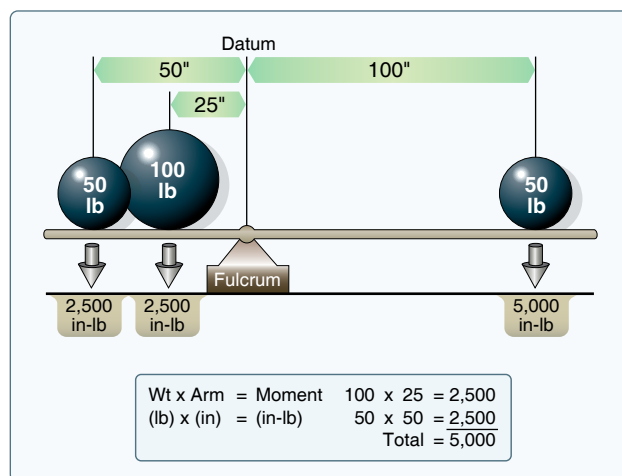 Datum
50"
100"
25"
50
lb
100
lb
50
lb
Fulcrum
2,500
in-lb
2,500
in-lb
5,000
in-lb
Wt x Arm = Moment 100 x 25 = 2,500
(lb) x (in) = (in-lb) 50 x 50 = 2,500
Total = 5,000